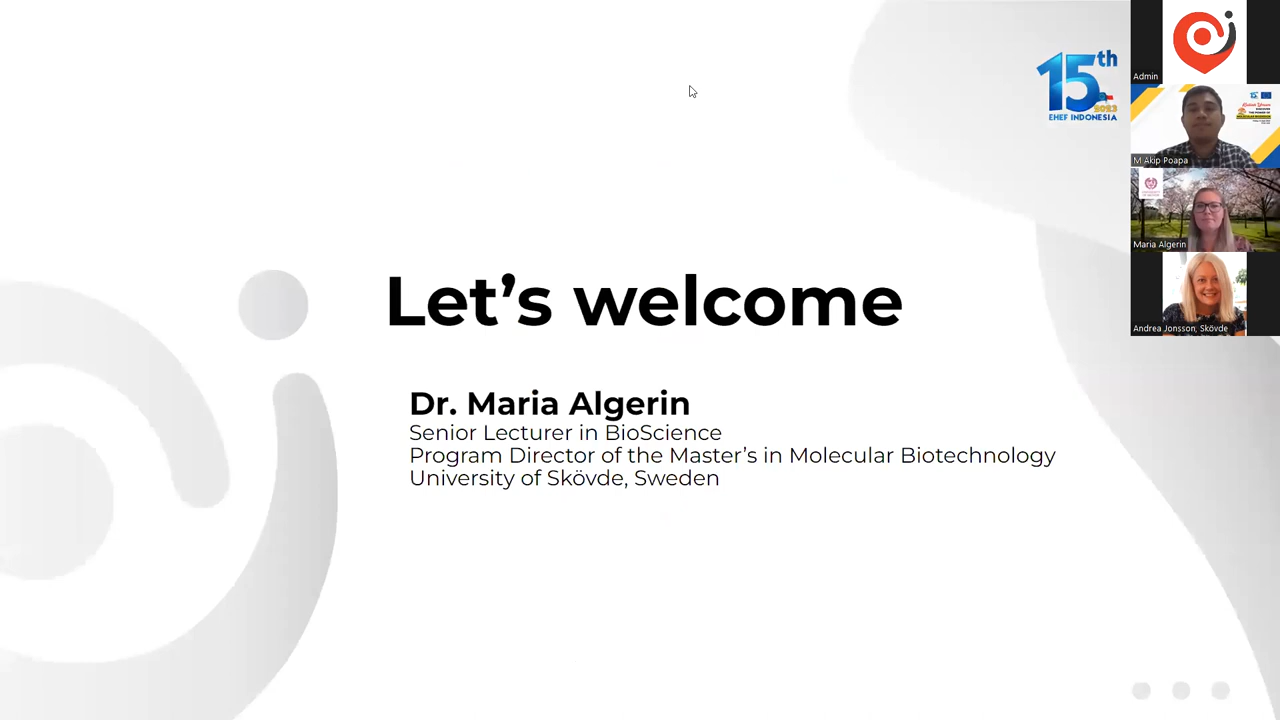 15th
2023
EHEF INDONESIA
Let’s welcome
Dr. Maria Algerin
Senior Lecturer in BioScience
Program Director of the Master’s in Molecular Biotechnology
University of Skövde, Sweden
Admin
M Akip Poapa
Maria Algerin
Andrea Jonsson, Skövde